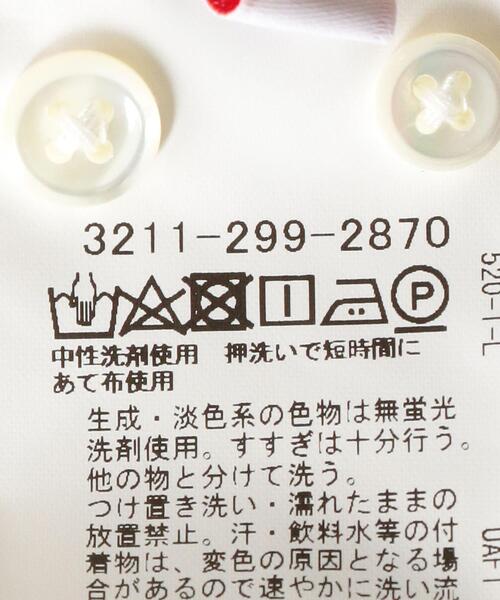 3211-299-2870
P
中性洗剤使用　押洗いで短時間に
あて布使用
生成・淡色系の色物は無蛍光
洗剤使用。すすぎは十分行う。
他の物と分けて洗う。
つけ置き洗い・濡れたままの
放置禁止。汗・飲料水等の付
着物は、変色の原因となる場
合があるので速やかに洗い流
520-1-L